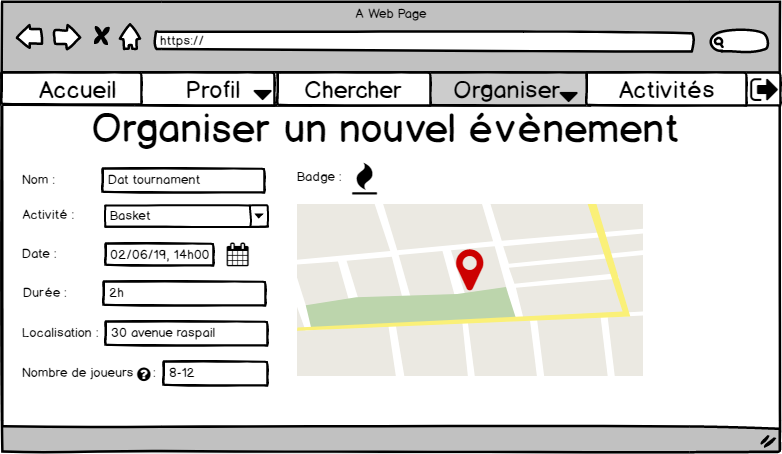 A Web Page
https://
Accueil Profil Chercher Organiser Activités
Organiser un nouvel évènement
Nom : Dat tournament
Badge :
Activité : Basket
Date : 02/06/19, 14h00
Durée : 2h
Localisation : 30 avenue raspail
Nombre de joueurs ? : 8-12